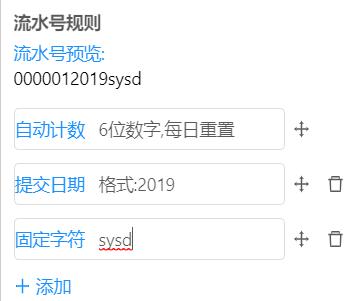 流水号规则
流水号预览:
0000012019sysd
自动计数 6位数字,每日重置
提交日期 格式:2019
固定字符 sysd
+ 添加